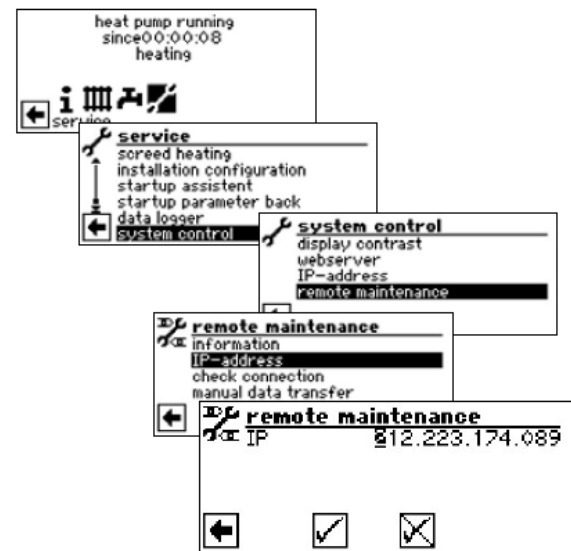 heat pump running
since00:00:08
heating
service
service
screed heating
installation configuration
startup assistent
startup parameter back
data logger
system control
system control
display contrast
webserver
IP-address
remote maintenance
remote maintenance
information
IP-address
check connection
manual data transfer
remote maintenance
IP 212.223.174.089